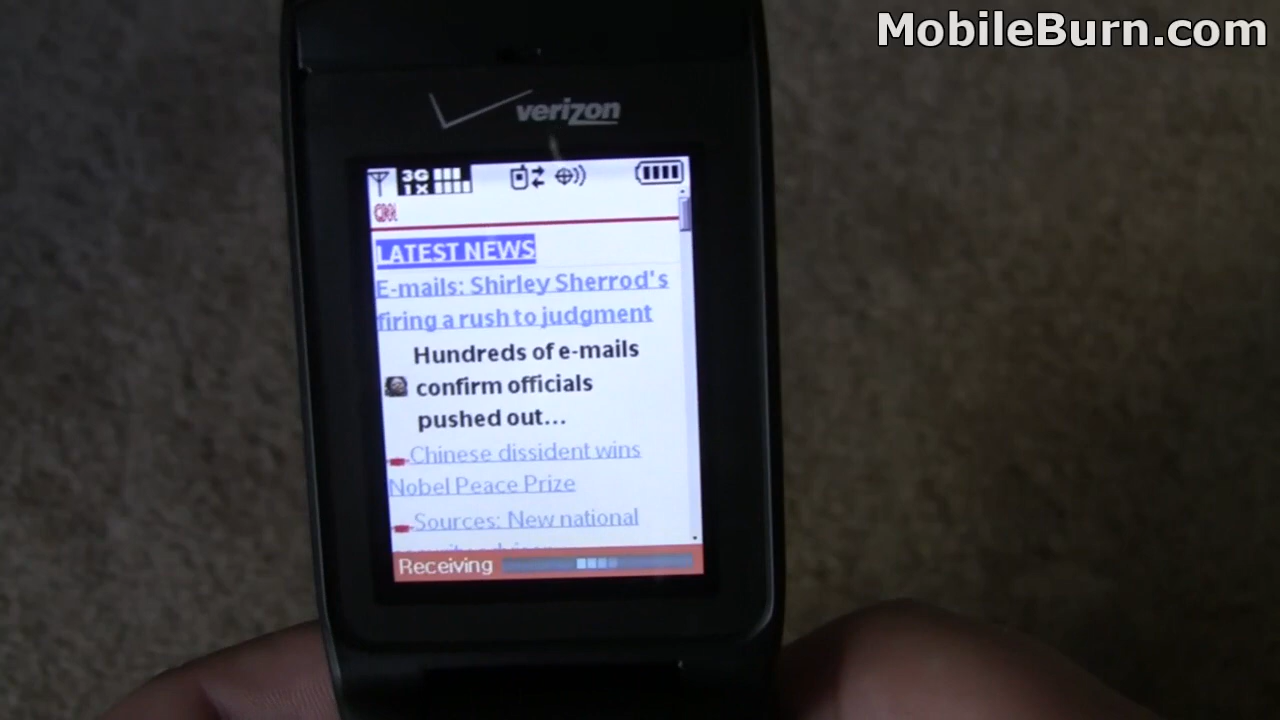 MobileBurn.com
verizon
3G
1X
CNN
LATEST NEWS
E-mails: Shirley Sherrod's
firing a rush to judgment
Hundreds of e-mails
confirm officials
pushed out...
Chinese dissident wins
Nobel Peace Prize
Sources: New national
Receiving